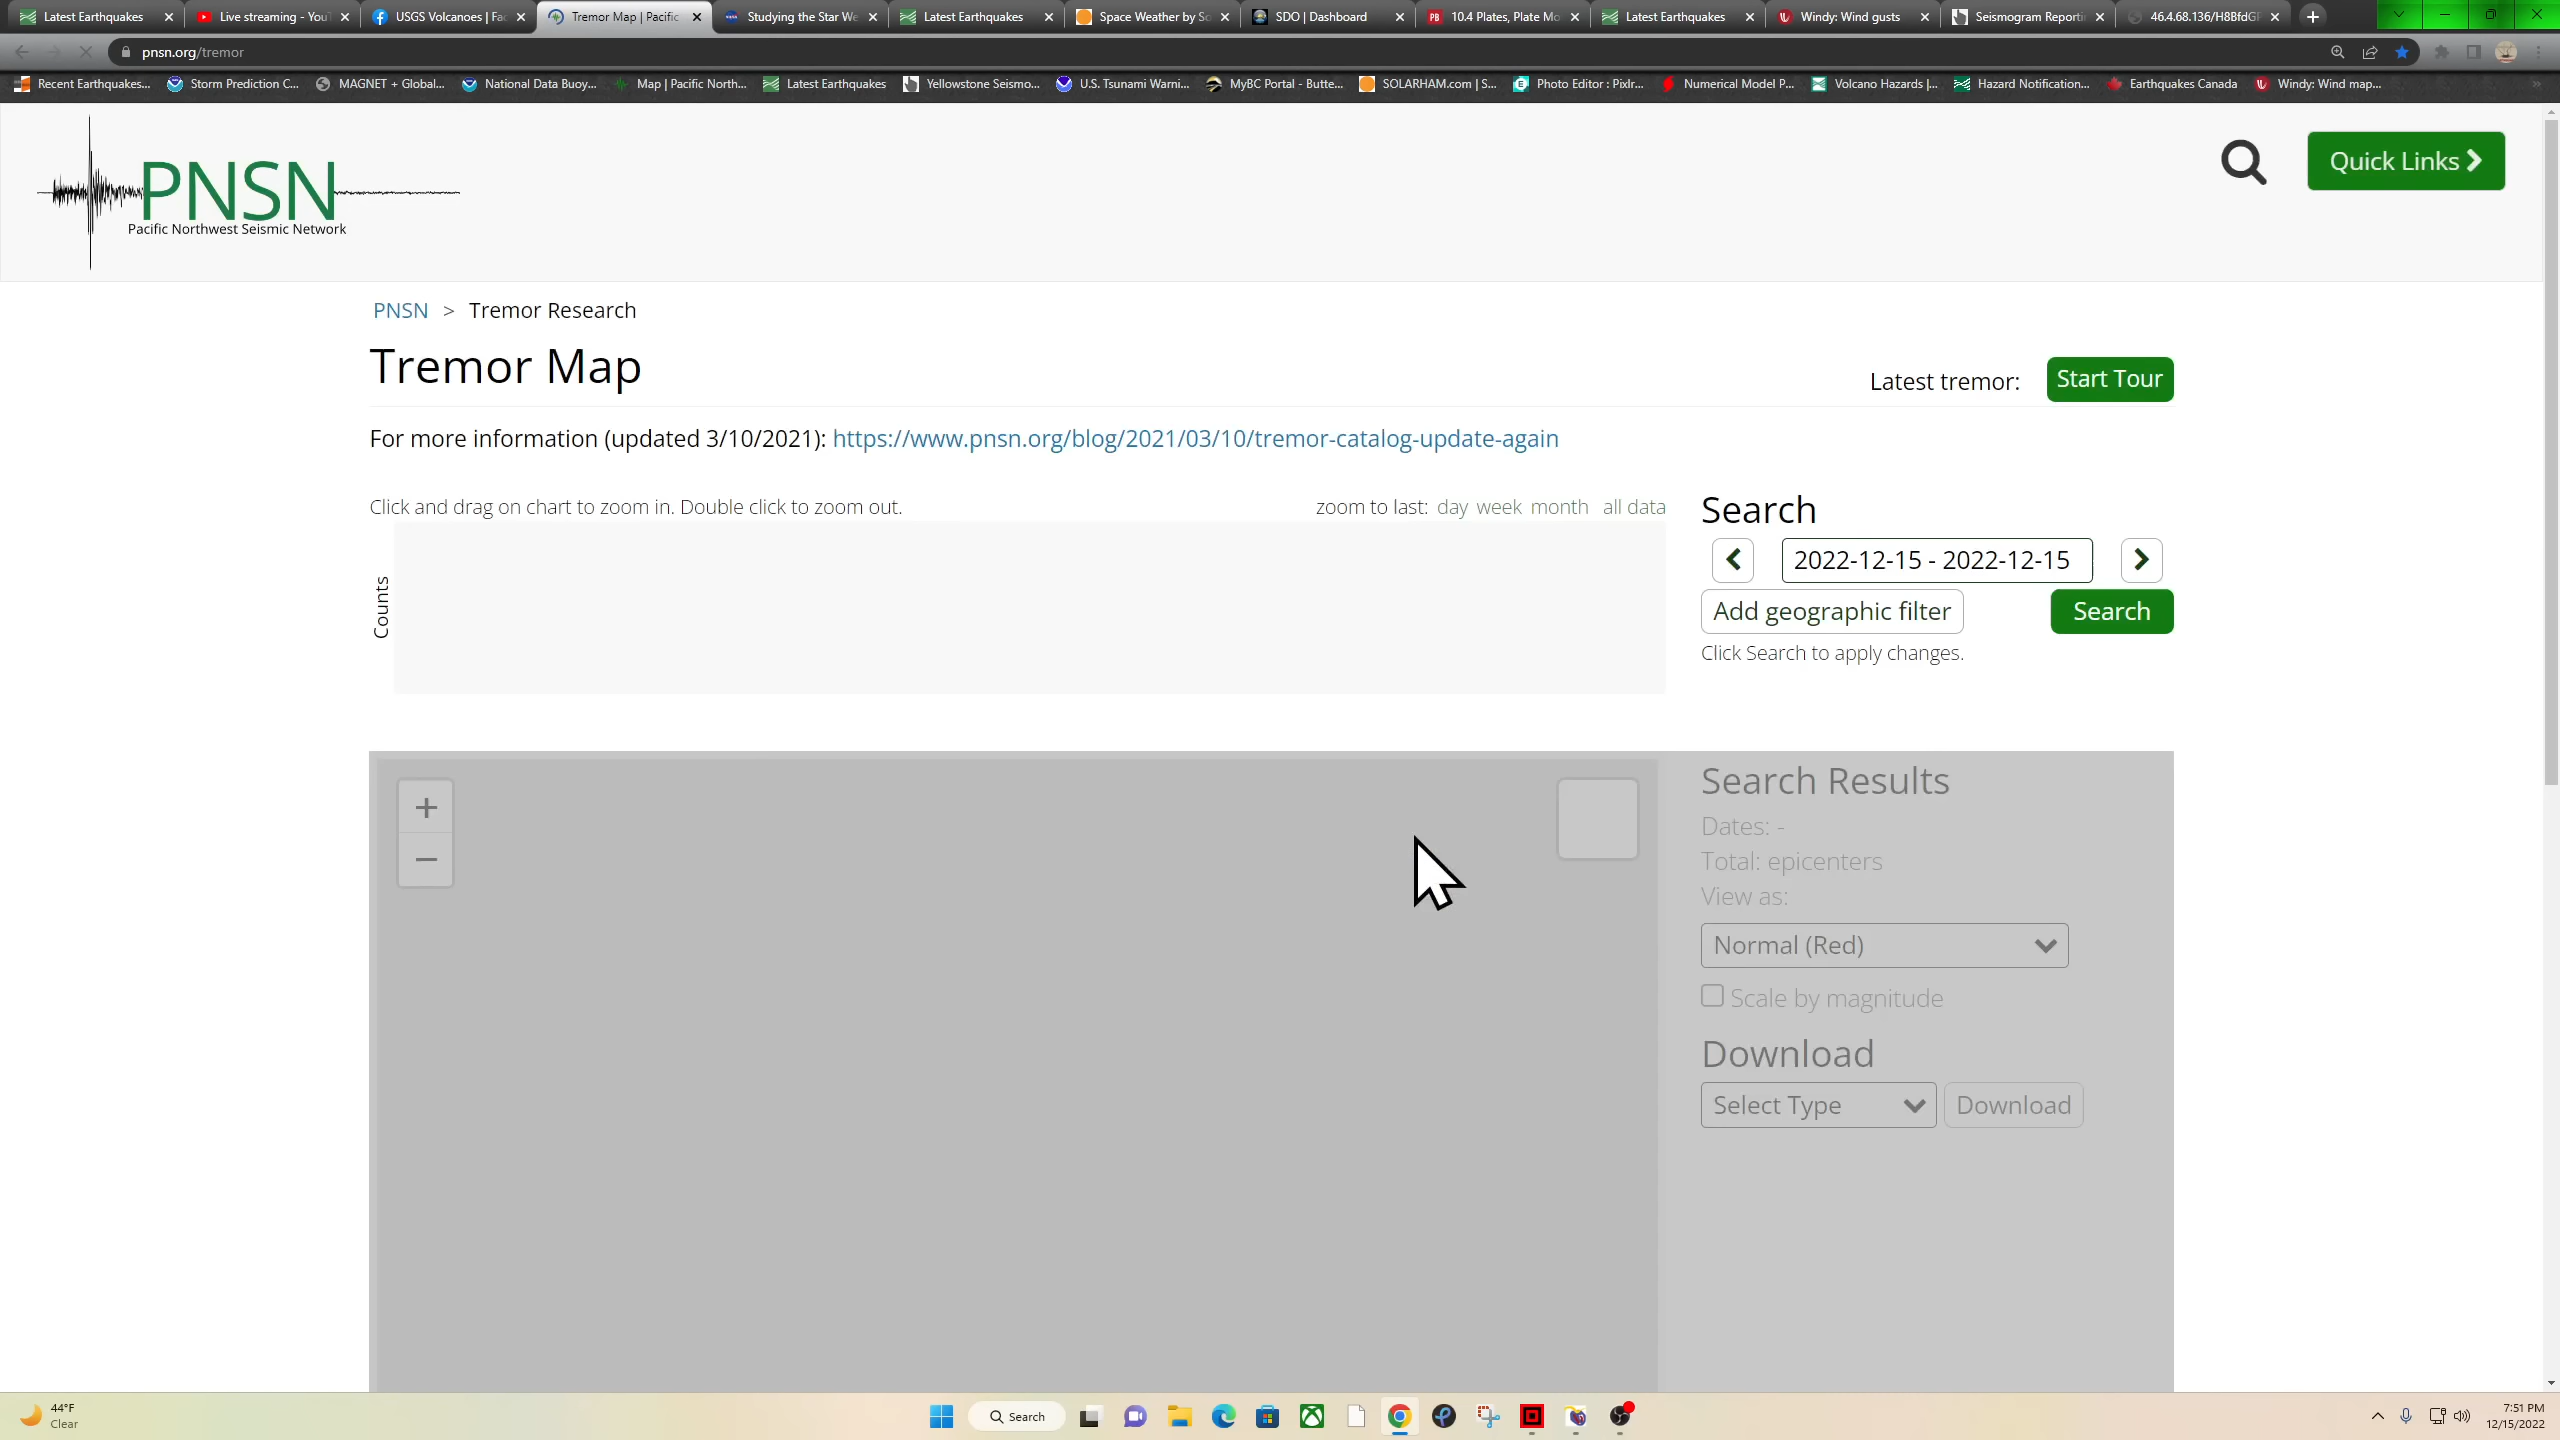 Latest Earthquakes
Live streaming - You
USGS Volcanoes | Fac
Tremor Map | Pacific
Studying the Star We
Latest Earthquakes
Space Weather by So
SDO | Dashboard
10.4 Plates, Plate Mo
Latest Earthquakes
Windy: Wind gusts
Seismogram Reporti
46.4.68.136/H8BfdGI
pnsn.org/tremor
Recent Earthquakes...
Storm Prediction C...
MAGNET + Global...
National Data Buoy...
Map | Pacific North...
Latest Earthquakes
Yellowstone Seismo...
U.S. Tsunami Warni...
MyBC Portal - Butte...
SOLARHAM.com | S...
Photo Editor : Pixlr...
Numerical Model P...
Volcano Hazards |...
Hazard Notification...
Earthquakes Canada
Windy: Wind map...
PNSN
Pacific Northwest Seismic Network
Quick Links
PNSN > Tremor Research
Tremor Map
Latest tremor: Start Tour
For more information (updated 3/10/2021): https://www.pnsn.org/blog/2021/03/10/tremor-catalog-update-again
Click and drag on chart to zoom in. Double click to zoom out.
zoom to last: day week month all data
Counts
Search
2022-12-15 - 2022-12-15
Add geographic filter
Search
Click Search to apply changes.
+
−
Search Results
Dates: -
Total: epicenters
View as:
Normal (Red)
Scale by magnitude
Download
Select Type
Download
44°F
Clear
Search
7:51 PM
12/15/2022